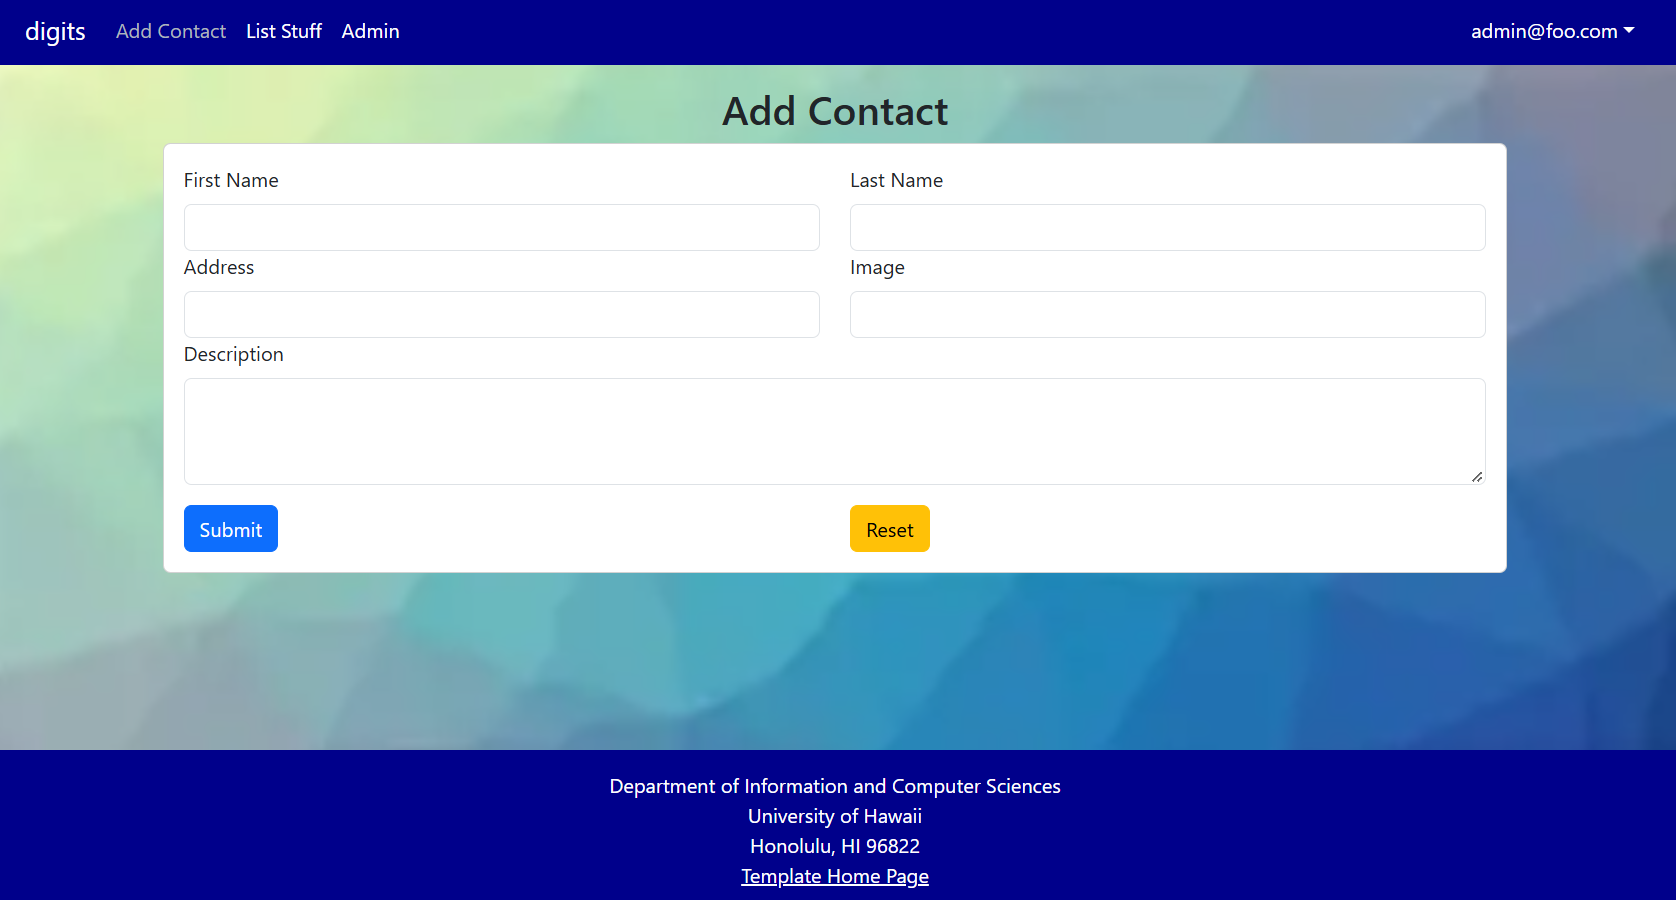 digits Add Contact List Stuff Admin admin@foo.com
Add Contact
First Name Last Name
Address Image
Description
Submit Reset
Department of Information and Computer Sciences
University of Hawaii
Honolulu, HI 96822
Template Home Page